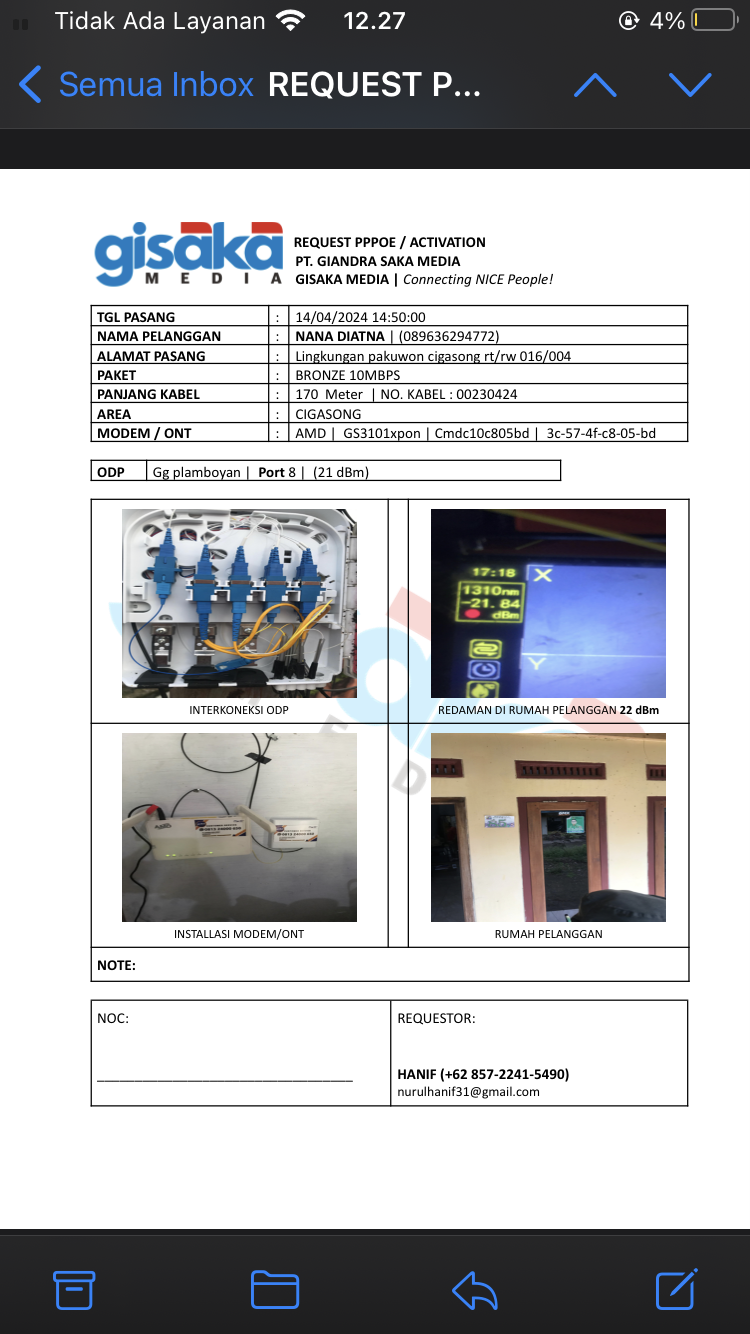 Tidak Ada Layanan 12.27 4%
Semua Inbox REQUEST P...
gisaka
MEDIA
REQUEST PPPOE / ACTIVATION
PT. GIANDRA SAKA MEDIA
GISAKA MEDIA | Connecting NICE People!
TGL PASANG : 14/04/2024 14:50:00
NAMA PELANGGAN : NANA DIATNA | (089636294772)
ALAMAT PASANG : Lingkungan pakuwon cigasong rt/rw 016/004
PAKET : BRONZE 10MBPS
PANJANG KABEL : 170 Meter | NO. KABEL : 00230424
AREA : CIGASONG
MODEM / ONT : AMD | GS3101xpon | Cmdc10c805bd | 3c-57-4f-c8-05-bd
ODP Gg plamboyan | Port 8 | (21 dBm)
17:18 X
1310nm
-21.84
dBm
Y
INTERKONEKSI ODP
REDAMAN DI RUMAH PELANGGAN 22 dBm
INSTALLASI MODEM/ONT
RUMAH PELANGGAN
NOTE:
NOC:
REQUESTOR:
HANIF (+62 857-2241-5490)
nurulhanif31@gmail.com